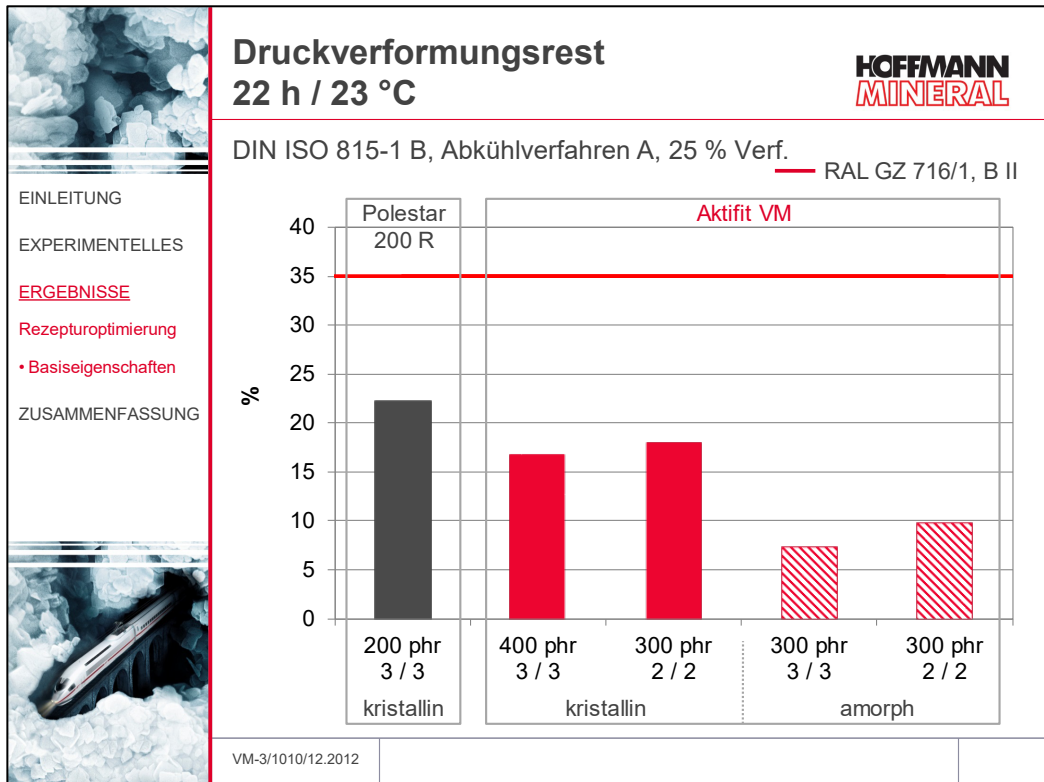 Druckverformungsrest
22 h / 23 °C
HOFFMANN
MINERAL
DIN ISO 815-1 B, Abkühlverfahren A, 25 % Verf.
RAL GZ 716/1, B II
EINLEITUNG
EXPERIMENTELLES
ERGEBNISSE
Rezepturoptimierung
• Basiseigenschaften
ZUSAMMENFASSUNG
Polestar
200 R
Aktifit VM
%
40
35
30
25
20
15
10
5
0
200 phr
3 / 3
400 phr
3 / 3
300 phr
2 / 2
300 phr
3 / 3
300 phr
2 / 2
kristallin
kristallin
amorph
VM-3/1010/12.2012